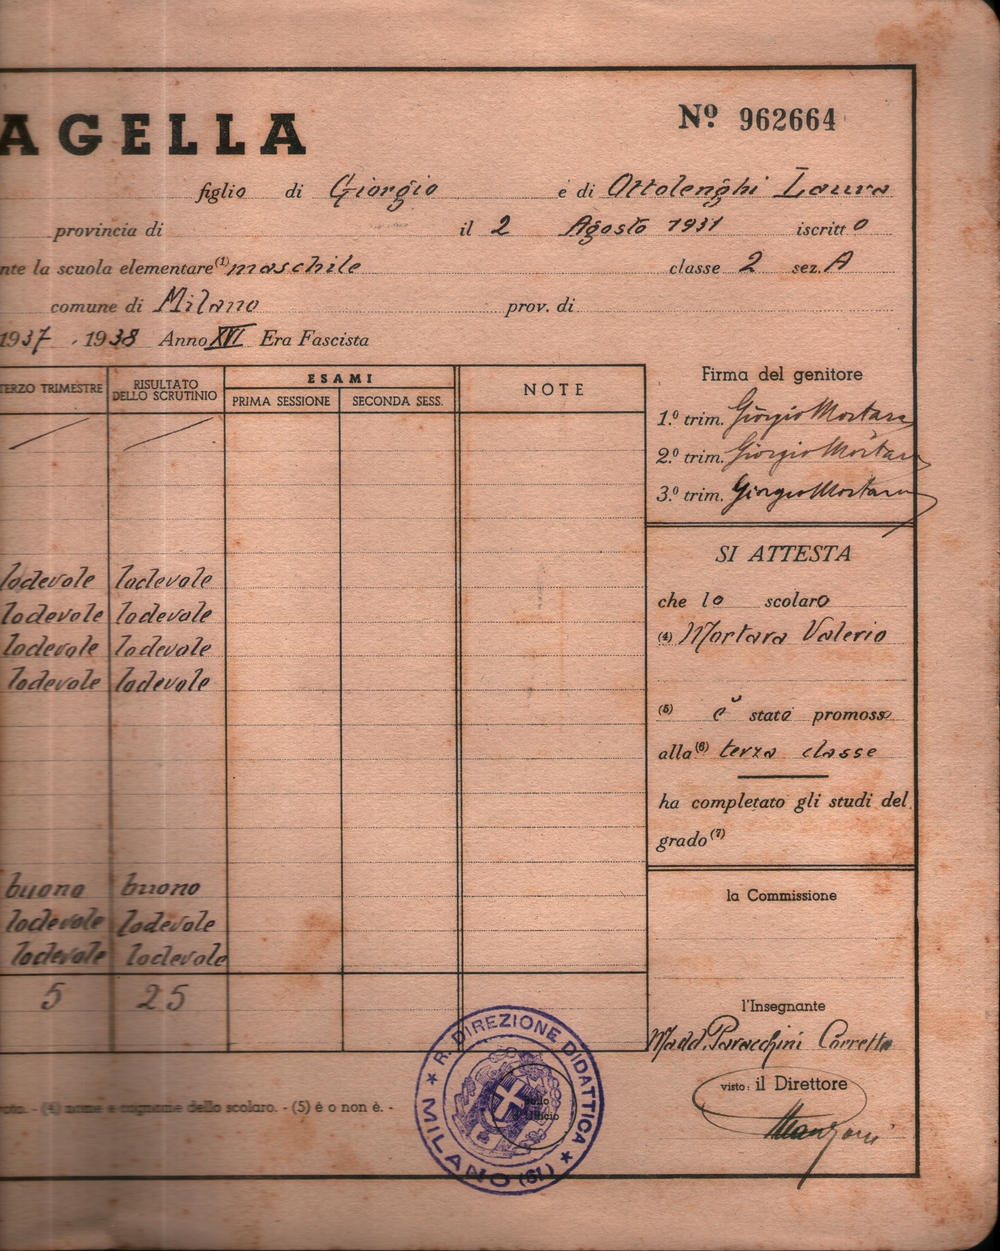 AGELLA
Nº 962664
figlio di Giorgio e di Ottolenghi Laura
provincia di il 2 Agosto 1931 iscritto
nte la scuola elementare (1) maschile classe 2 sez. A
comune di Milano prov. di
1937 - 1938 Anno XVI Era Fascista
TERZO TRIMESTRE
RISULTATO
DELLO SCRUTINIO
ESAMI
PRIMA SESSIONE SECONDA SESS.
NOTE
lodevole lodevole
lodevole lodevole
lodevole lodevole
lodevole lodevole
buono buono
lodevole lodevole
lodevole lodevole
5 25
Firma del genitore
1.º trim. Giorgio Mortara
2.º trim. Giorgio Mortara
3.º trim. Giorgio Mortara
SI ATTESTA
che lo scolaro
(4) Mortara Valerio
(5) è stato promosso
alla (6) terza classe
ha completato gli studi del
grado (7)
la Commissione
l'Insegnante
Madd. Paracchini Corretta
visto: il Direttore
Manzoni
voto. - (4) nome e cognome dello scolaro. - (5) è o non è. -
R. DIREZIONE DIDATTICA
MILANO